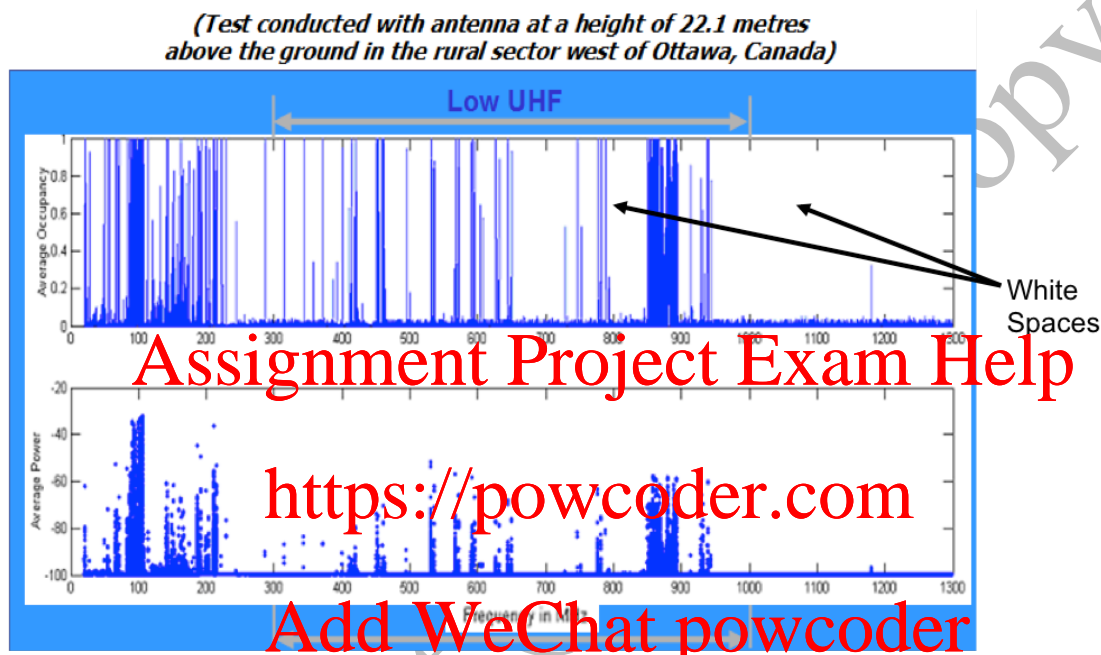 (Test conducted with antenna at a height of 22.1 metres
above the ground in the rural sector west of Ottawa, Canada)
Low UHF
Average Occupancy
1
0.8
0.6
0.4
0.2
0
0 100 200 300 400 500 600 700 800 900 1000 1100 1200 1300
White
Spaces
Assignment Project Exam Help
Average Power
-20
-40
-60
-80
-100
0 100 200 300 400 500 600 700 800 900 1000 1100 1200 1300
https://powcoder.com
Frequency in MHz
Add WeChat powcoder